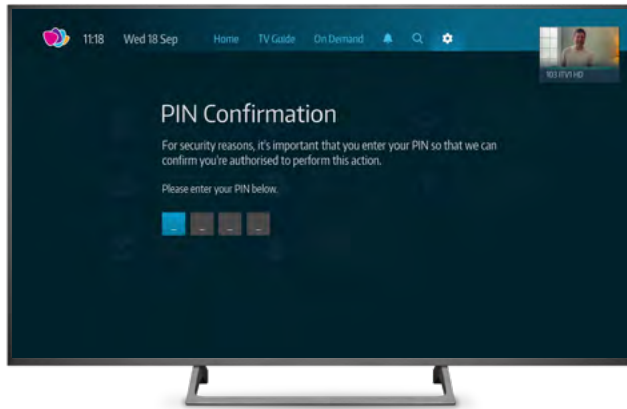 11:18 Wed 18 Sep Home TV Guide On Demand
103 ITV1 HD
PIN Confirmation
For security reasons, it's important that you enter your PIN so that we can
confirm you're authorised to perform this action.
Please enter your PIN below.
_ _ _ _